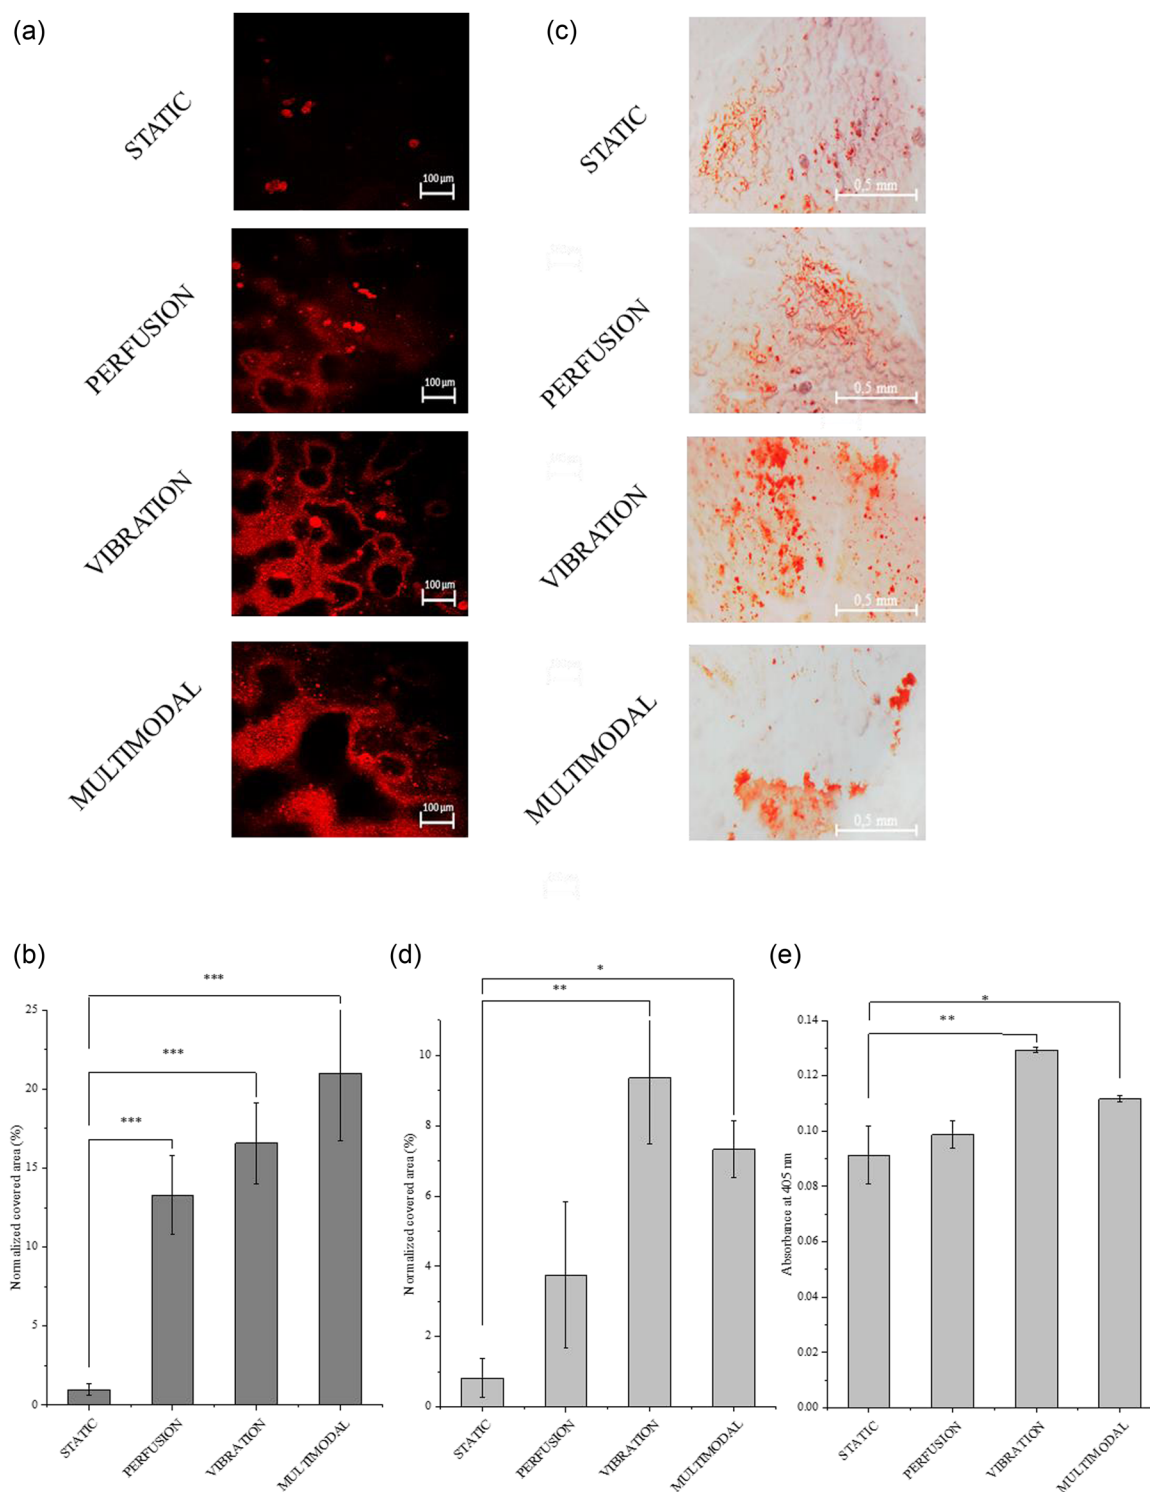 (a)
STATIC
100 µm
PERFUSION
100 µm
VIBRATION
100 µm
MULTIMODAL
100 µm
(c)
STATIC
0,5 mm
PERFUSION
0,5 mm
VIBRATION
0,5 mm
MULTIMODAL
0,5 mm
(b)
***
***
***
Normalized covered area (%)
25
20
15
10
5
0
STATIC
PERFUSION
VIBRATION
MULTIMODAL
(d)
*
**
Normalized covered area (%)
10
8
6
4
2
0
STATIC
PERFUSION
VIBRATION
MULTIMODAL
(e)
*
**
Absorbance at 405 nm
0.14
0.12
0.10
0.08
0.06
0.04
0.02
0.00
STATIC
PERFUSION
VIBRATION
MULTIMODAL